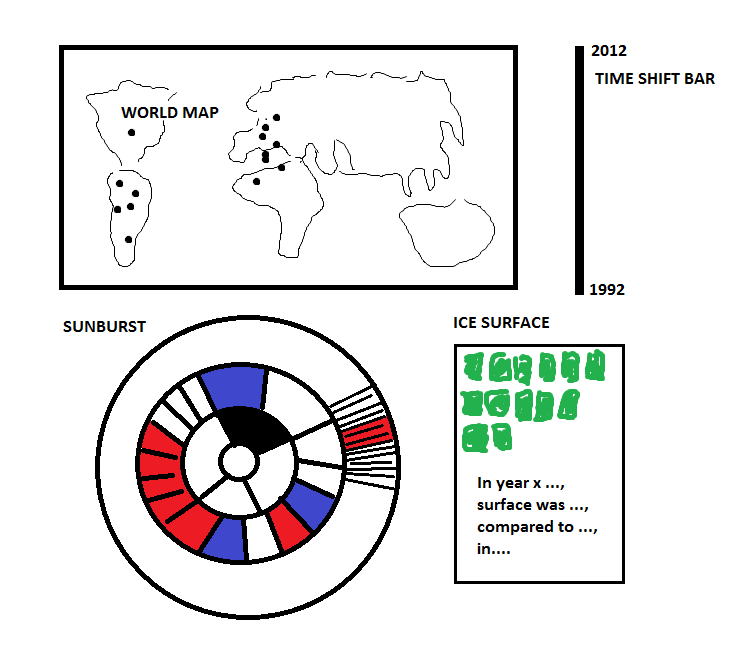 2012
TIME SHIFT BAR
WORLD MAP
1992
SUNBURST
ICE SURFACE
In year x ...,
surface was ...,
compared to ...,
in....